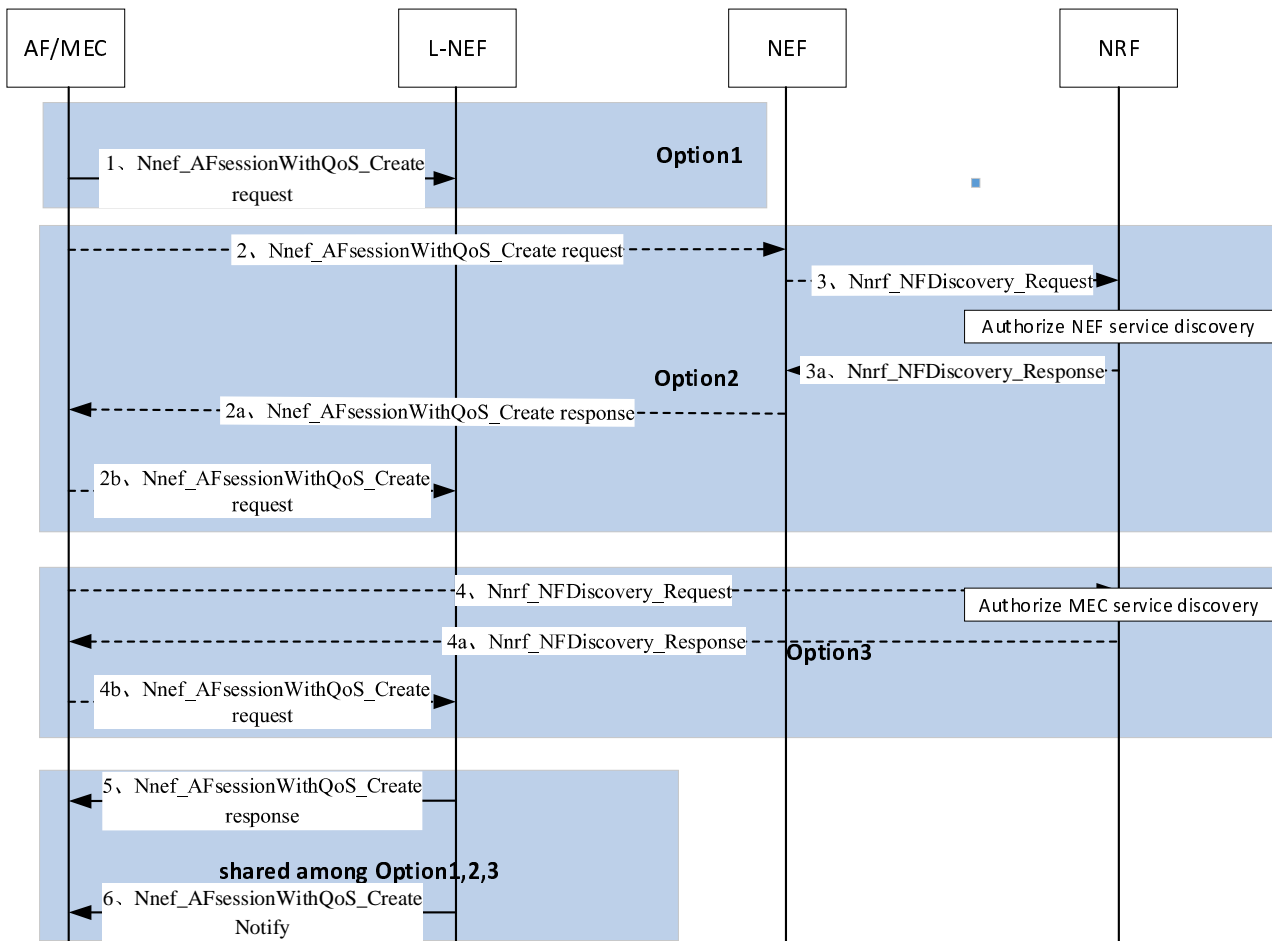 AF/MEC
L-NEF
NEF
NRF
Option1
1、Nnef_AFsessionWithQoS_Create
request
2、Nnef_AFsessionWithQoS_Create request
3、Nnrf_NFDiscovery_Request
Authorize NEF service discovery
3a、Nnrf_NFDiscovery_Response
Option2
2a、Nnef_AFsessionWithQoS_Create response
2b、Nnef_AFsessionWithQoS_Create
request
4、Nnrf_NFDiscovery_Request
Authorize MEC service discovery
4a、Nnrf_NFDiscovery_Response
Option3
4b、Nnef_AFsessionWithQoS_Create
request
5、Nnef_AFsessionWithQoS_Create
response
shared among Option1,2,3
6、Nnef_AFsessionWithQoS_Create
Notify